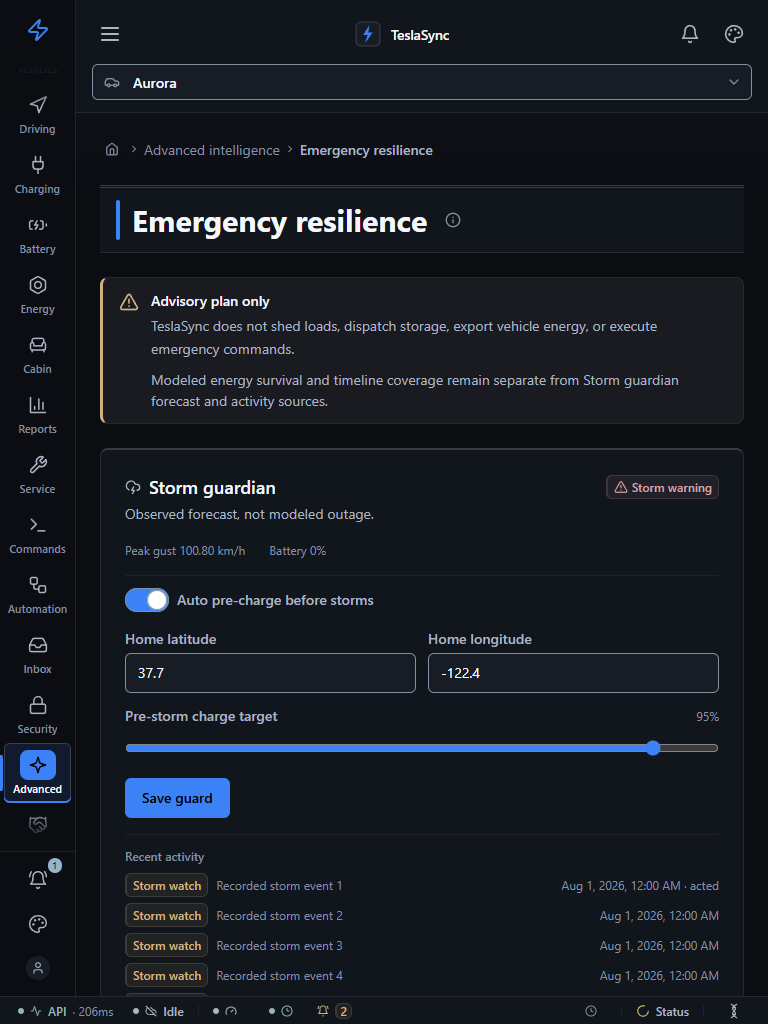 TeslaSync
Aurora
Driving
Charging
Battery
Energy
Cabin
Reports
Service
Commands
Automation
Inbox
Security
Advanced
1
Advanced intelligence
Emergency resilience
Emergency resilience
Advisory plan only
TeslaSync does not shed loads, dispatch storage, export vehicle energy, or execute
emergency commands.
Modeled energy survival and timeline coverage remain separate from Storm guardian
forecast and activity sources.
Storm guardian
Storm warning
Observed forecast, not modeled outage.
Peak gust 100.80 km/h Battery 0%
Auto pre-charge before storms
Home latitude
Home longitude
37.7
-122.4
Pre-storm charge target
95%
Save guard
Recent activity
Storm watch Recorded storm event 1 Aug 1, 2026, 12:00 AM · acted
Storm watch Recorded storm event 2 Aug 1, 2026, 12:00 AM
Storm watch Recorded storm event 3 Aug 1, 2026, 12:00 AM
Storm watch Recorded storm event 4 Aug 1, 2026, 12:00 AM
API · 206ms Idle 2 Status